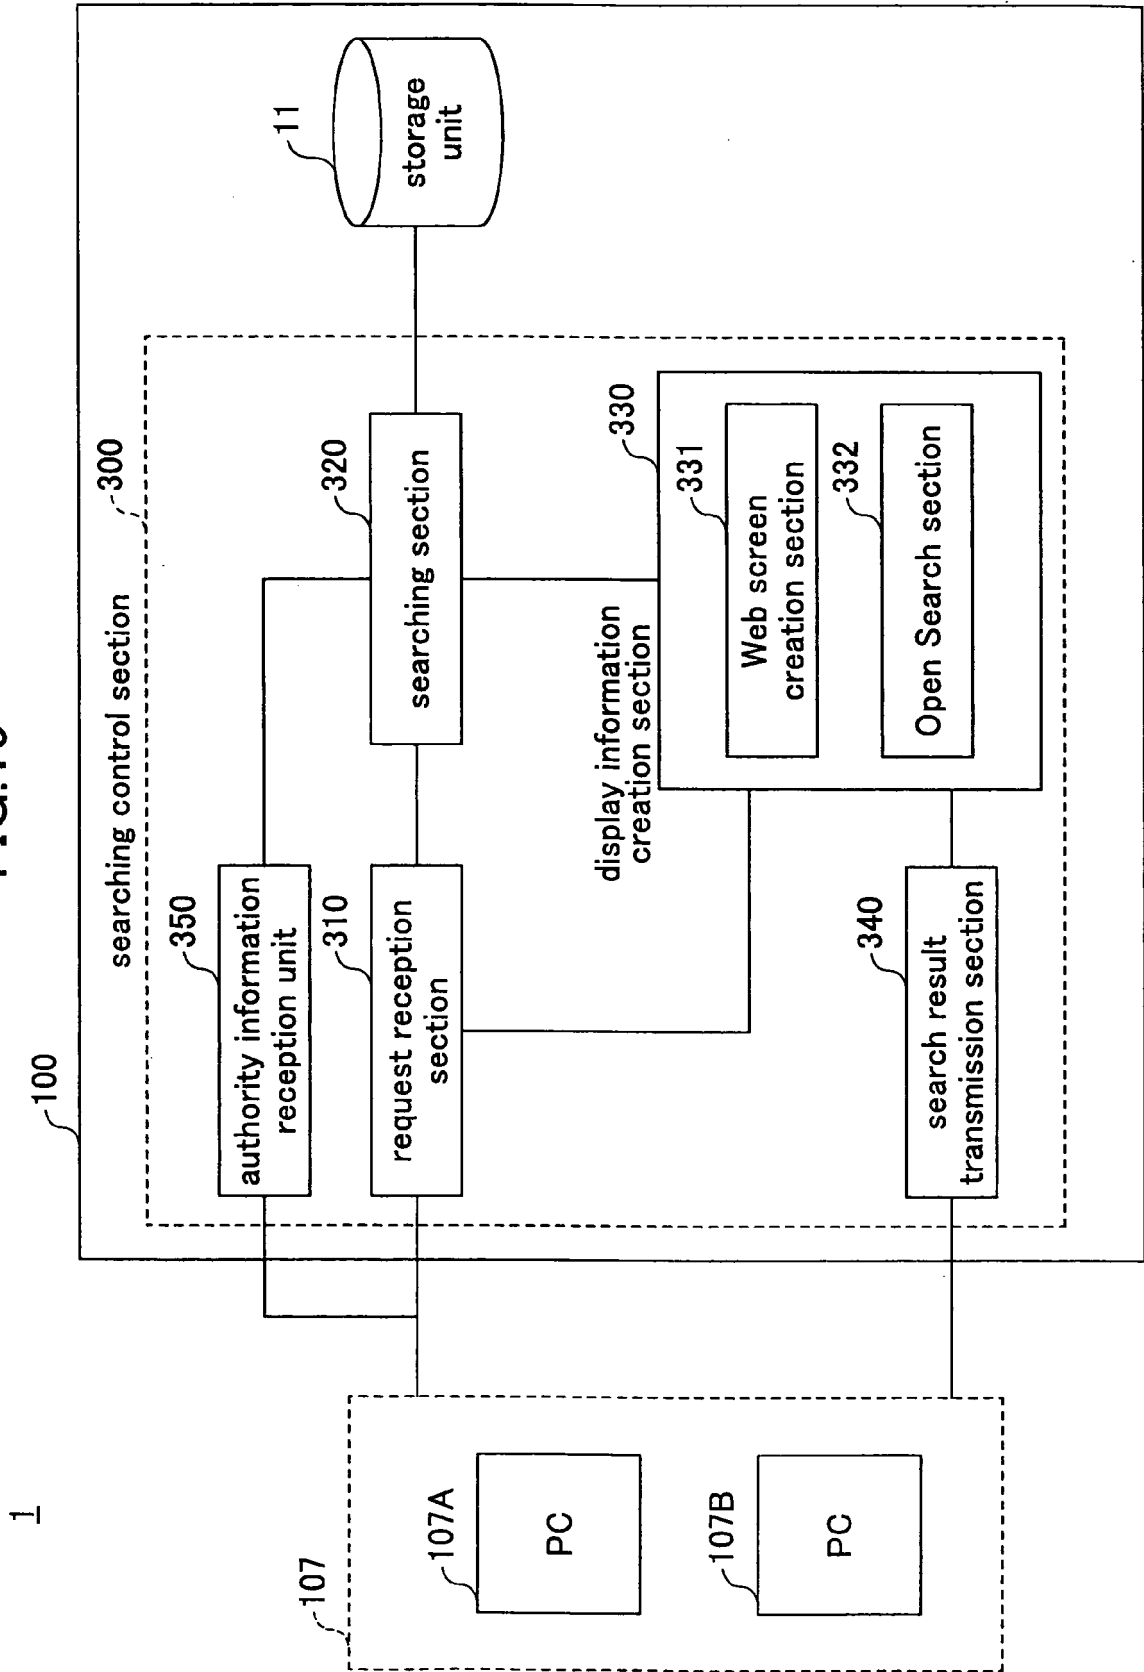 1
100
searching control section
300
11
storage
unit
350
authority information
reception unit
310
request reception
section
320
searching section
display information
creation section
330
331
Web screen
creation section
332
Open Search section
340
search result
transmission section
107
107A
PC
107B
PC